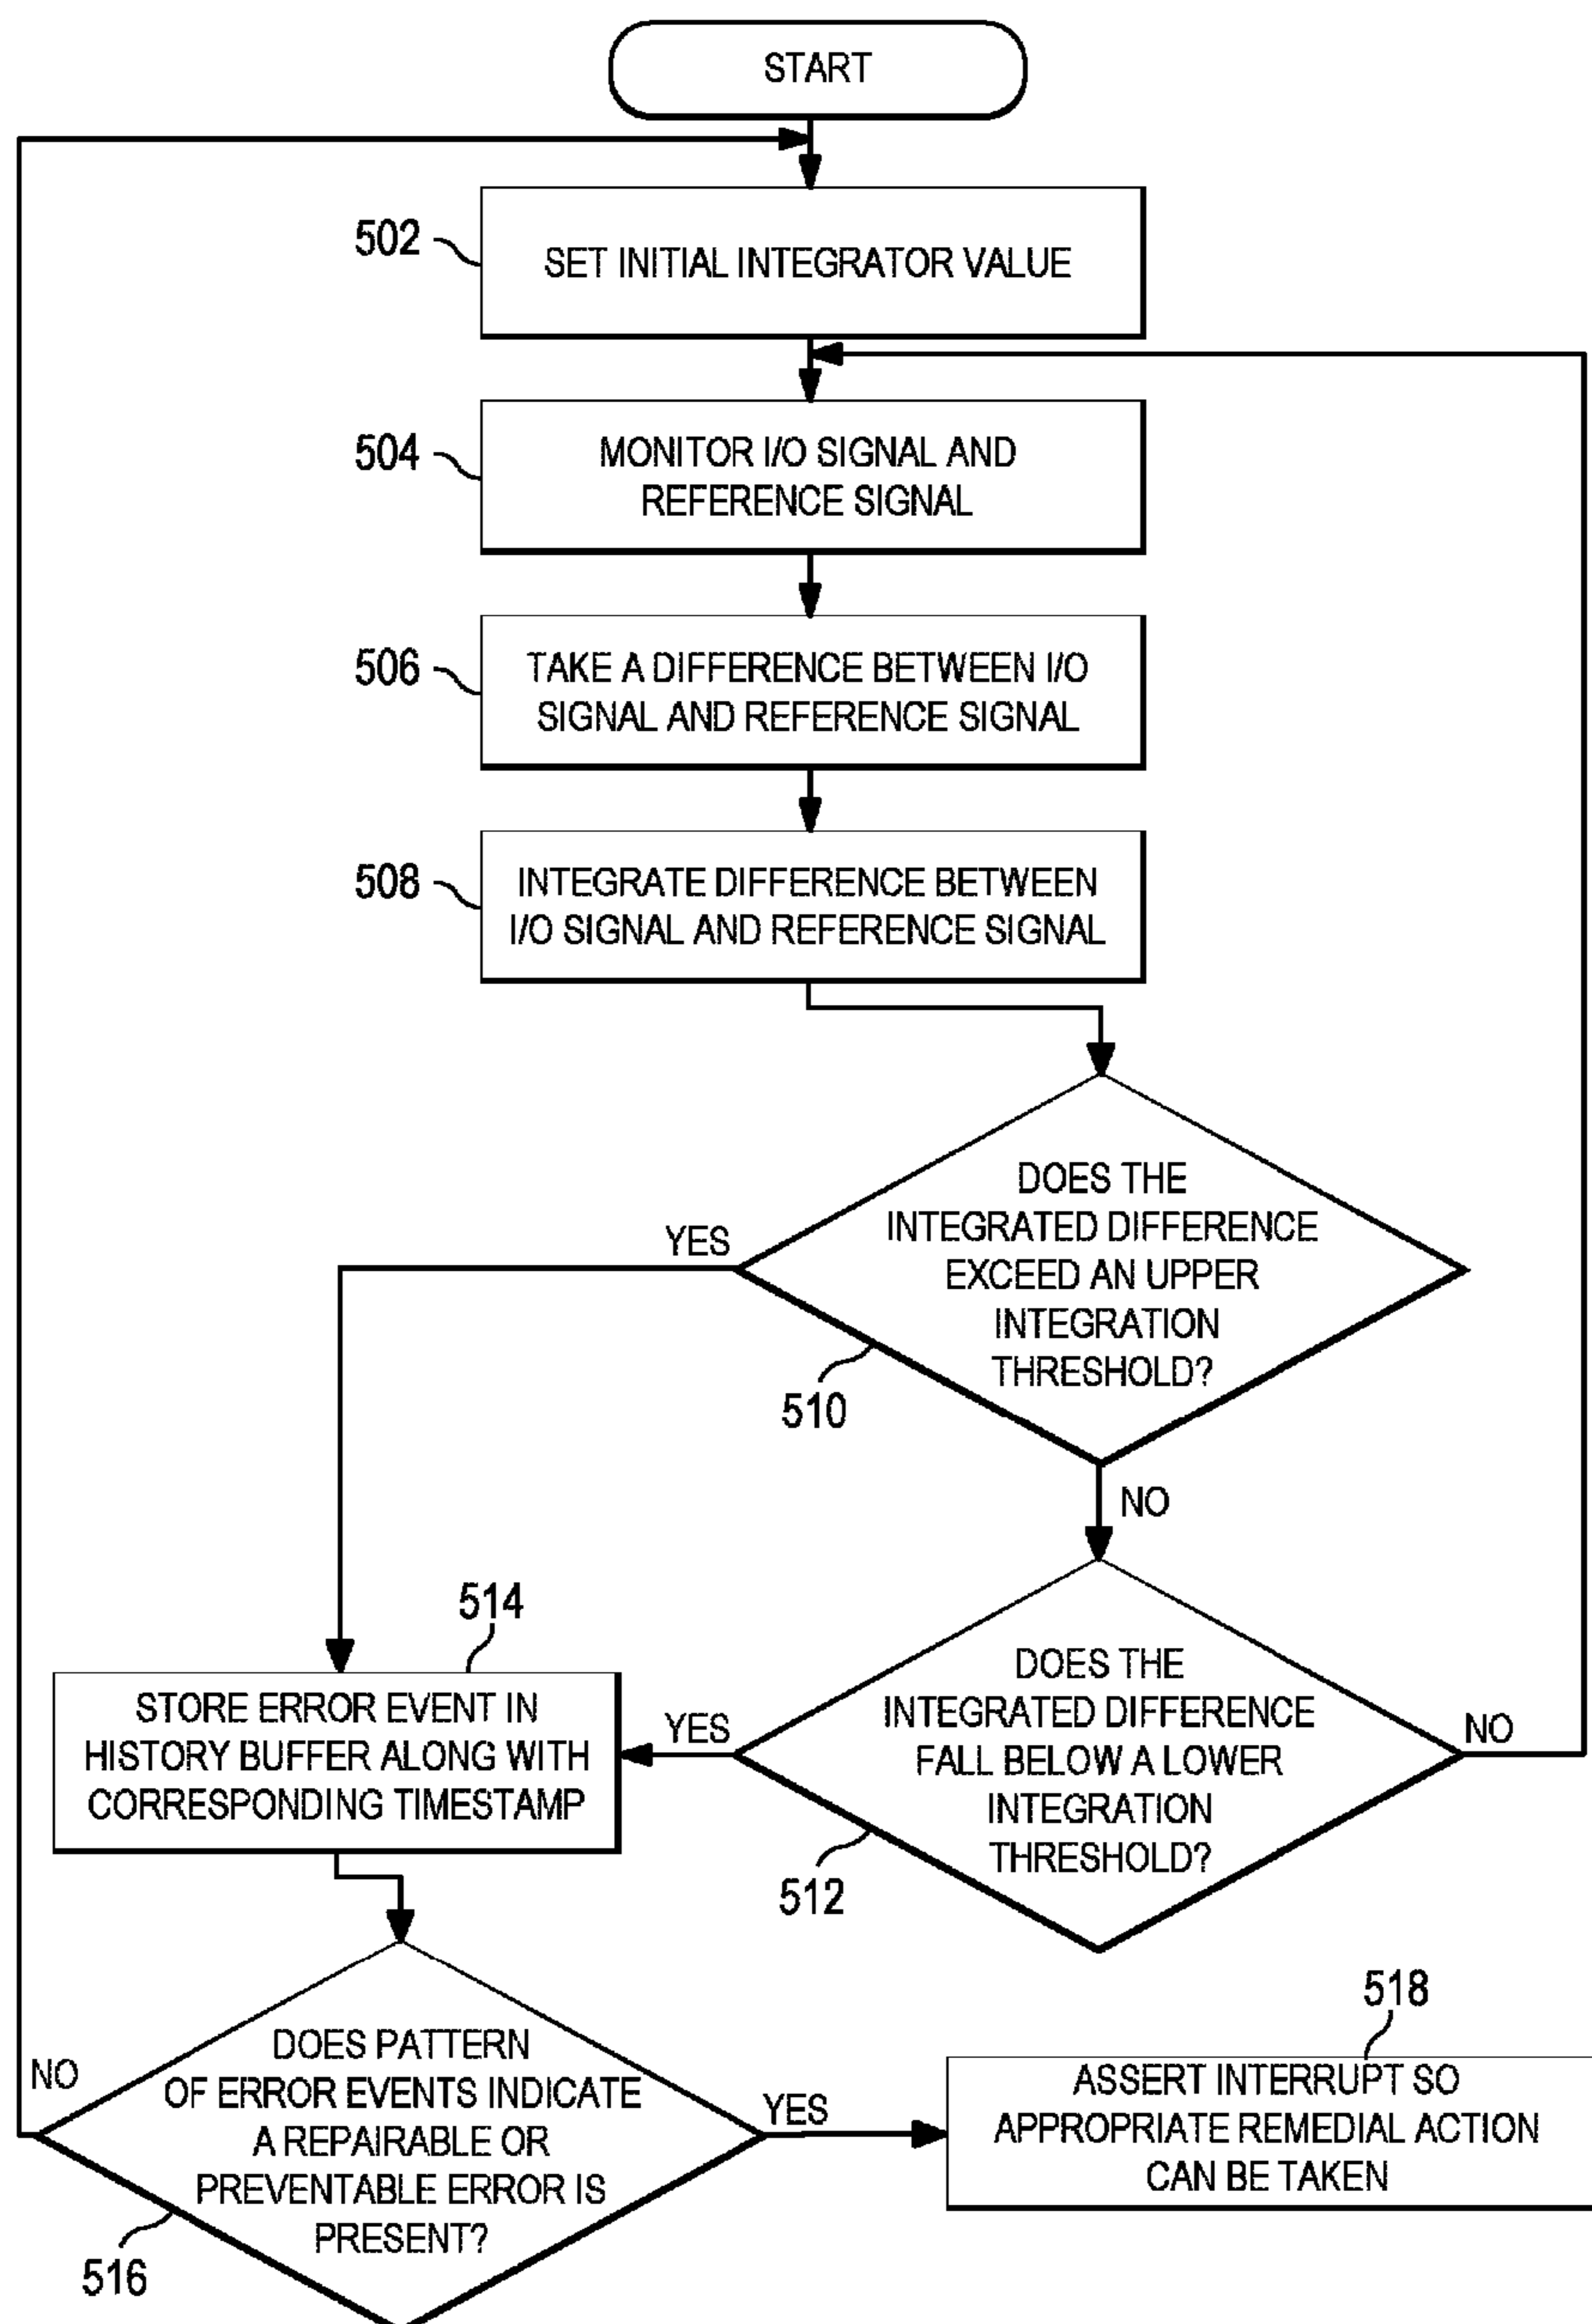 START
502
SET INITIAL INTEGRATOR VALUE
504
MONITOR I/O SIGNAL AND
REFERENCE SIGNAL
506
TAKE A DIFFERENCE BETWEEN I/O
SIGNAL AND REFERENCE SIGNAL
508
INTEGRATE DIFFERENCE BETWEEN
I/O SIGNAL AND REFERENCE SIGNAL
DOES THE
INTEGRATED DIFFERENCE
EXCEED AN UPPER
INTEGRATION
THRESHOLD?
YES
510
NO
514
STORE ERROR EVENT IN
HISTORY BUFFER ALONG WITH
CORRESPONDING TIMESTAMP
YES
DOES THE
INTEGRATED DIFFERENCE
FALL BELOW A LOWER
INTEGRATION
THRESHOLD?
NO
512
NO
DOES PATTERN
OF ERROR EVENTS INDICATE
A REPAIRABLE OR
PREVENTABLE ERROR IS
PRESENT?
YES
516
518
ASSERT INTERRUPT SO
APPROPRIATE REMEDIAL ACTION
CAN BE TAKEN